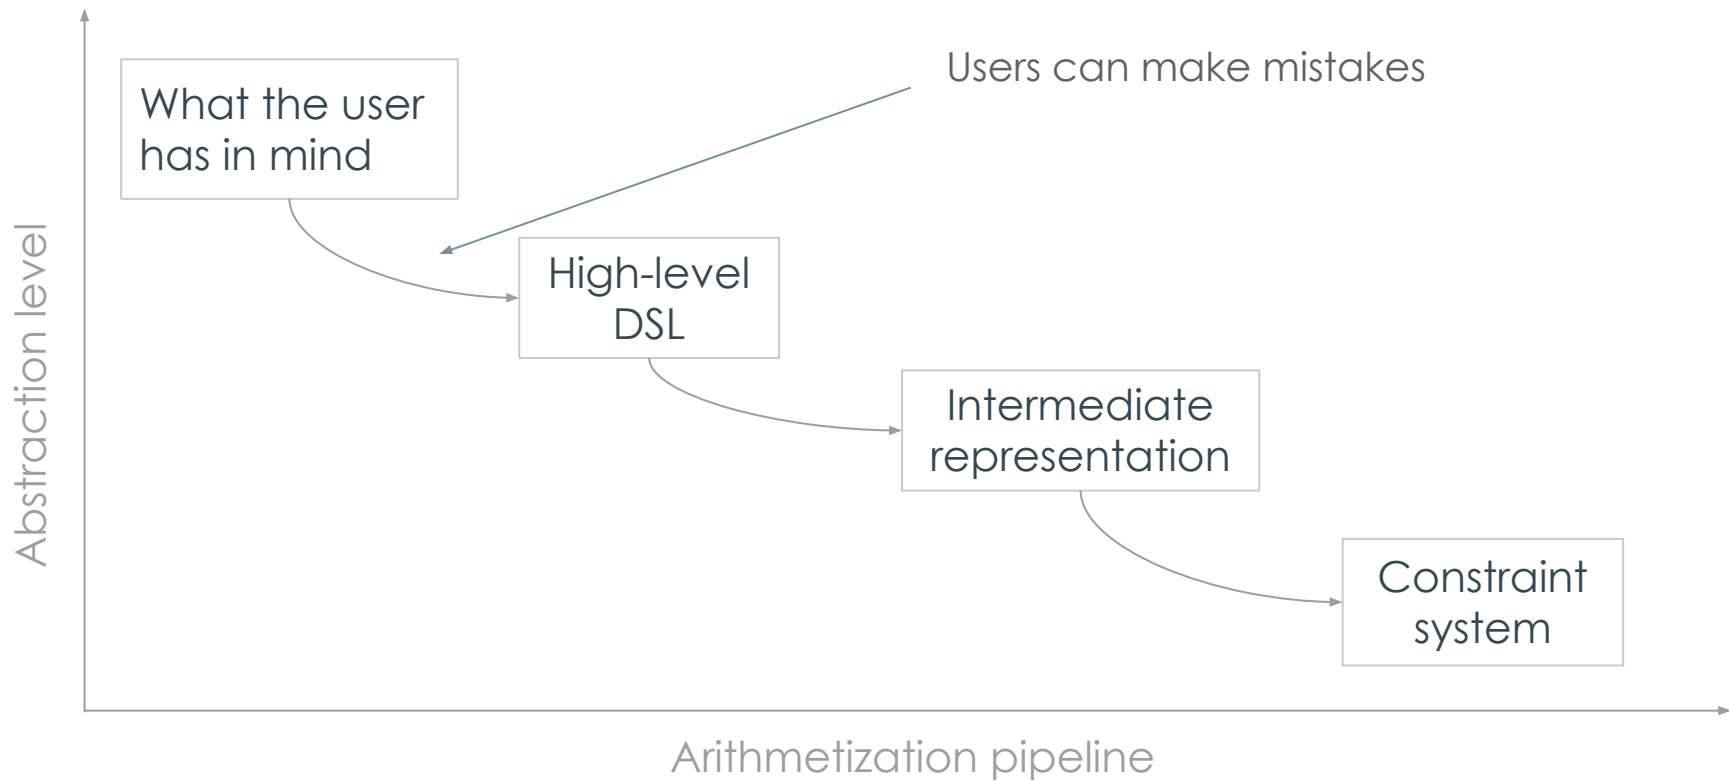 Users can make mistakes
What the user
has in mind
High-level
DSL
Intermediate
representation
Constraint
system
Abstraction level
Arithmetization pipeline